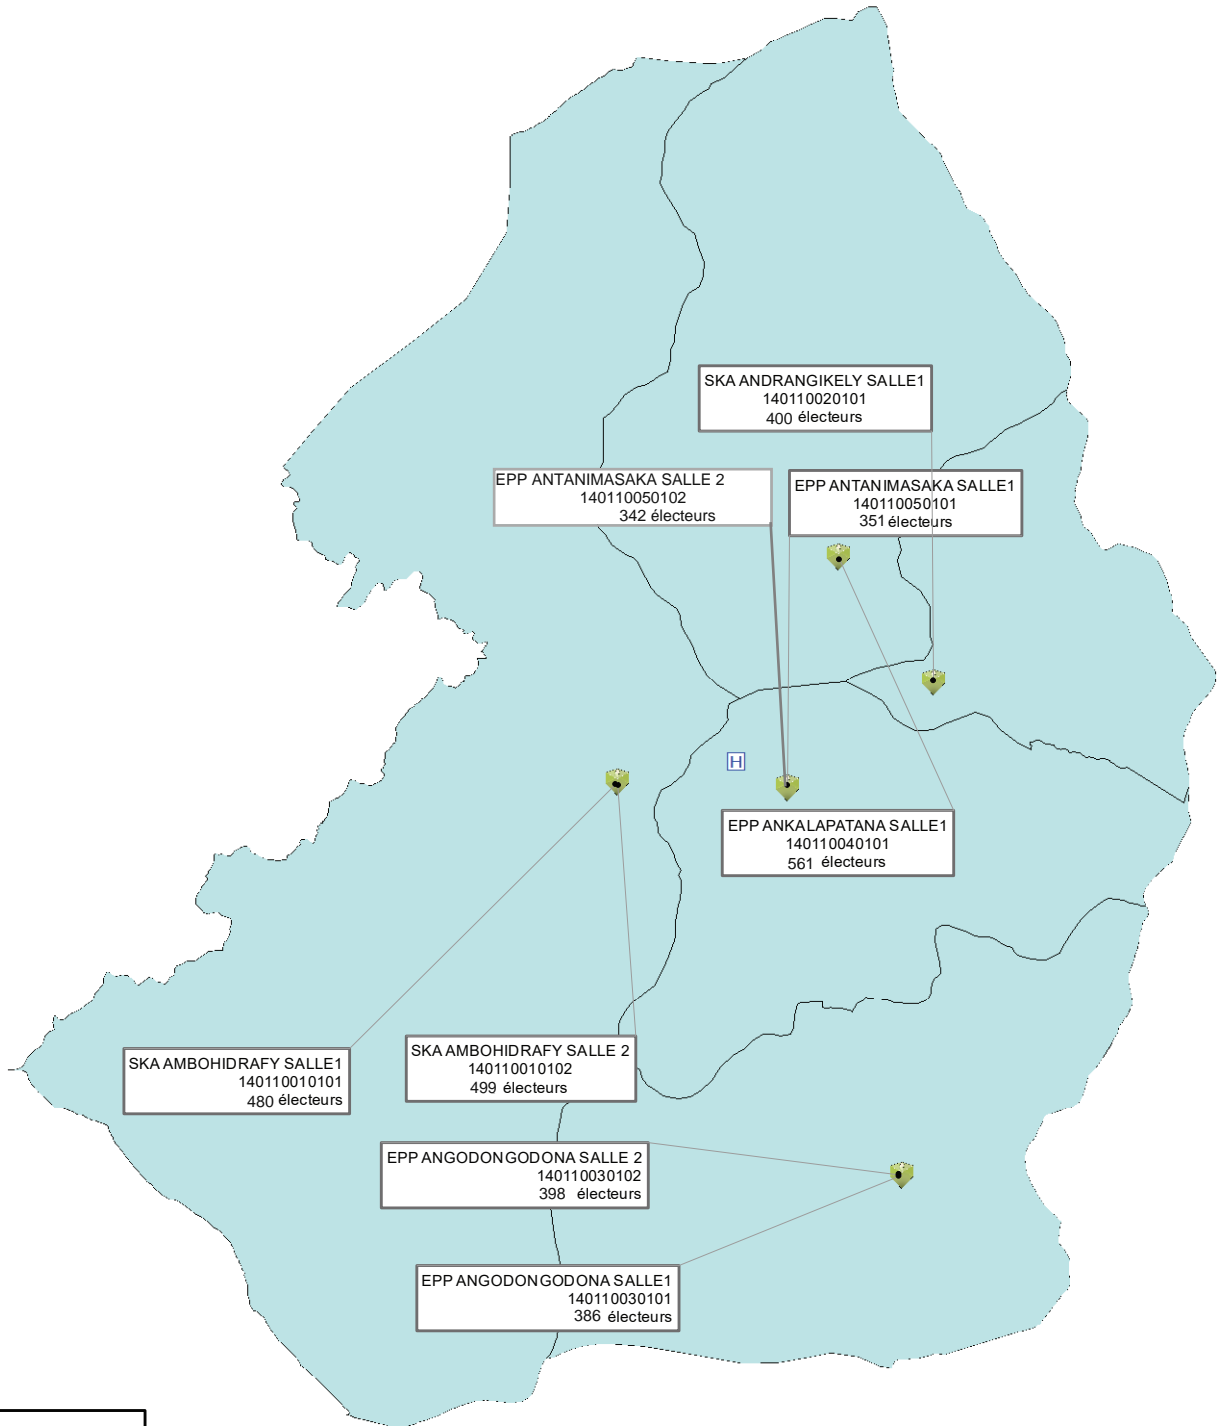 SKA ANDRANGIKELY SALLE1
140110020101
400 électeurs
EPP ANTANIMASAKA SALLE 2
140110050102
342 électeurs
EPP ANTANIMASAKA SALLE1
140110050101
351 électeurs
H
EPP ANKALAPATANA SALLE1
140110040101
561 électeurs
SKA AMBOHIDRAFY SALLE1
140110010101
480 électeurs
SKA AMBOHIDRAFY SALLE 2
140110010102
499 électeurs
EPP ANGODONGODONA SALLE 2
140110030102
398 électeurs
EPP ANGODONGODONA SALLE1
140110030101
386 électeurs